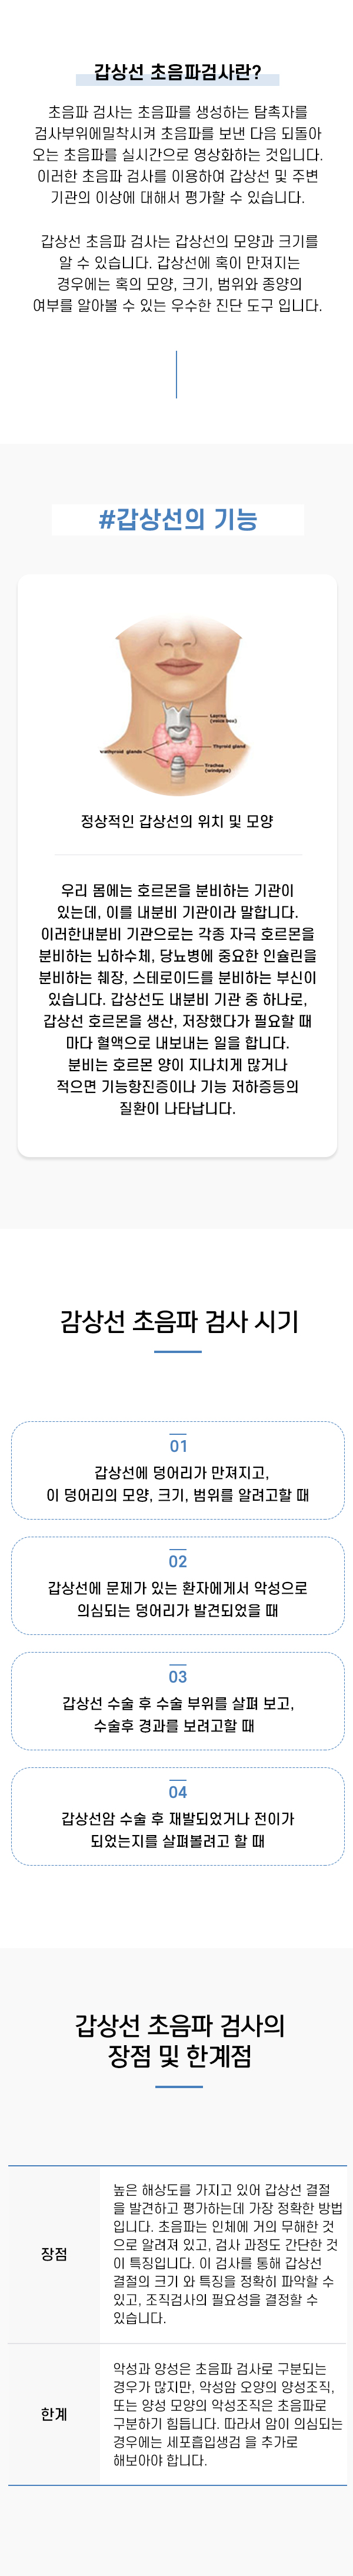 갑상선 초음파검사란?
초음파 검사는 초음파를 생성하는 탐촉자를
검사부위에밀착시켜 초음파를 보낸 다음 되돌아
오는 초음파를 실시간으로 영상화하는 것입니다.
이러한 초음파 검사를 이용하여 갑상선 및 주변
기관의 이상에 대해서 평가할 수 있습니다.
갑상선 초음파 검사는 갑상선의 모양과 크기를
알 수 있습니다. 갑상선에 혹이 만져지는
경우에는 혹의 모양, 크기, 범위와 종양의
여부를 알아볼 수 있는 우수한 진단 도구 입니다.
#갑상선의 기능
Larynx
(voice box)
Thyroid gland
Trachea
(windpipe)
정상적인 갑상선의 위치 및 모양
우리 몸에는 호르몬을 분비하는 기관이
있는데, 이를 내분비 기관이라 말합니다.
이러한내분비 기관으로는 각종 자극 호르몬을
분비하는 뇌하수체, 당뇨병에 중요한 인슐린을
분비하는 췌장, 스테로이드를 분비하는 부신이
있습니다. 갑상선도 내분비 기관 중 하나로,
갑상선 호르몬을 생산, 저장했다가 필요할 때
마다 혈액으로 내보내는 일을 합니다.
분비는 호르몬 양이 지나치게 많거나
적으면 기능항진증이나 기능 저하증등의
질환이 나타납니다.
감상선 초음파 검사 시기
01
갑상선에 덩어리가 만져지고,
이 덩어리의 모양, 크기, 범위를 알려고할 때
02
갑상선에 문제가 있는 환자에게서 악성으로
의심되는 덩어리가 발견되었을 때
03
갑상선 수술 후 수술 부위를 살펴 보고,
수술후 경과를 보려고할 때
04
갑상선암 수술 후 재발되었거나 전이가
되었는지를 살펴볼려고 할 때
갑상선 초음파 검사의
장점 및 한계점
장점
높은 해상도를 가지고 있어 갑상선 결절
을 발견하고 평가하는데 가장 정확한 방법
입니다. 초음파는 인체에 거의 무해한 것
으로 알려져 있고, 검사 과정도 간단한 것
이 특징입니다. 이 검사를 통해 갑상선
결절의 크기 와 특징을 정확히 파악할 수
있고, 조직검사의 필요성을 결정할 수
있습니다.
한계
악성과 양성은 초음파 검사로 구분되는
경우가 많지만, 악성암 오양의 양성조직,
또는 양성 모양의 악성조직은 초음파로
구분하기 힘듭니다. 따라서 암이 의심되는
경우에는 세포흡입생검 을 추가로
해보아야 합니다.